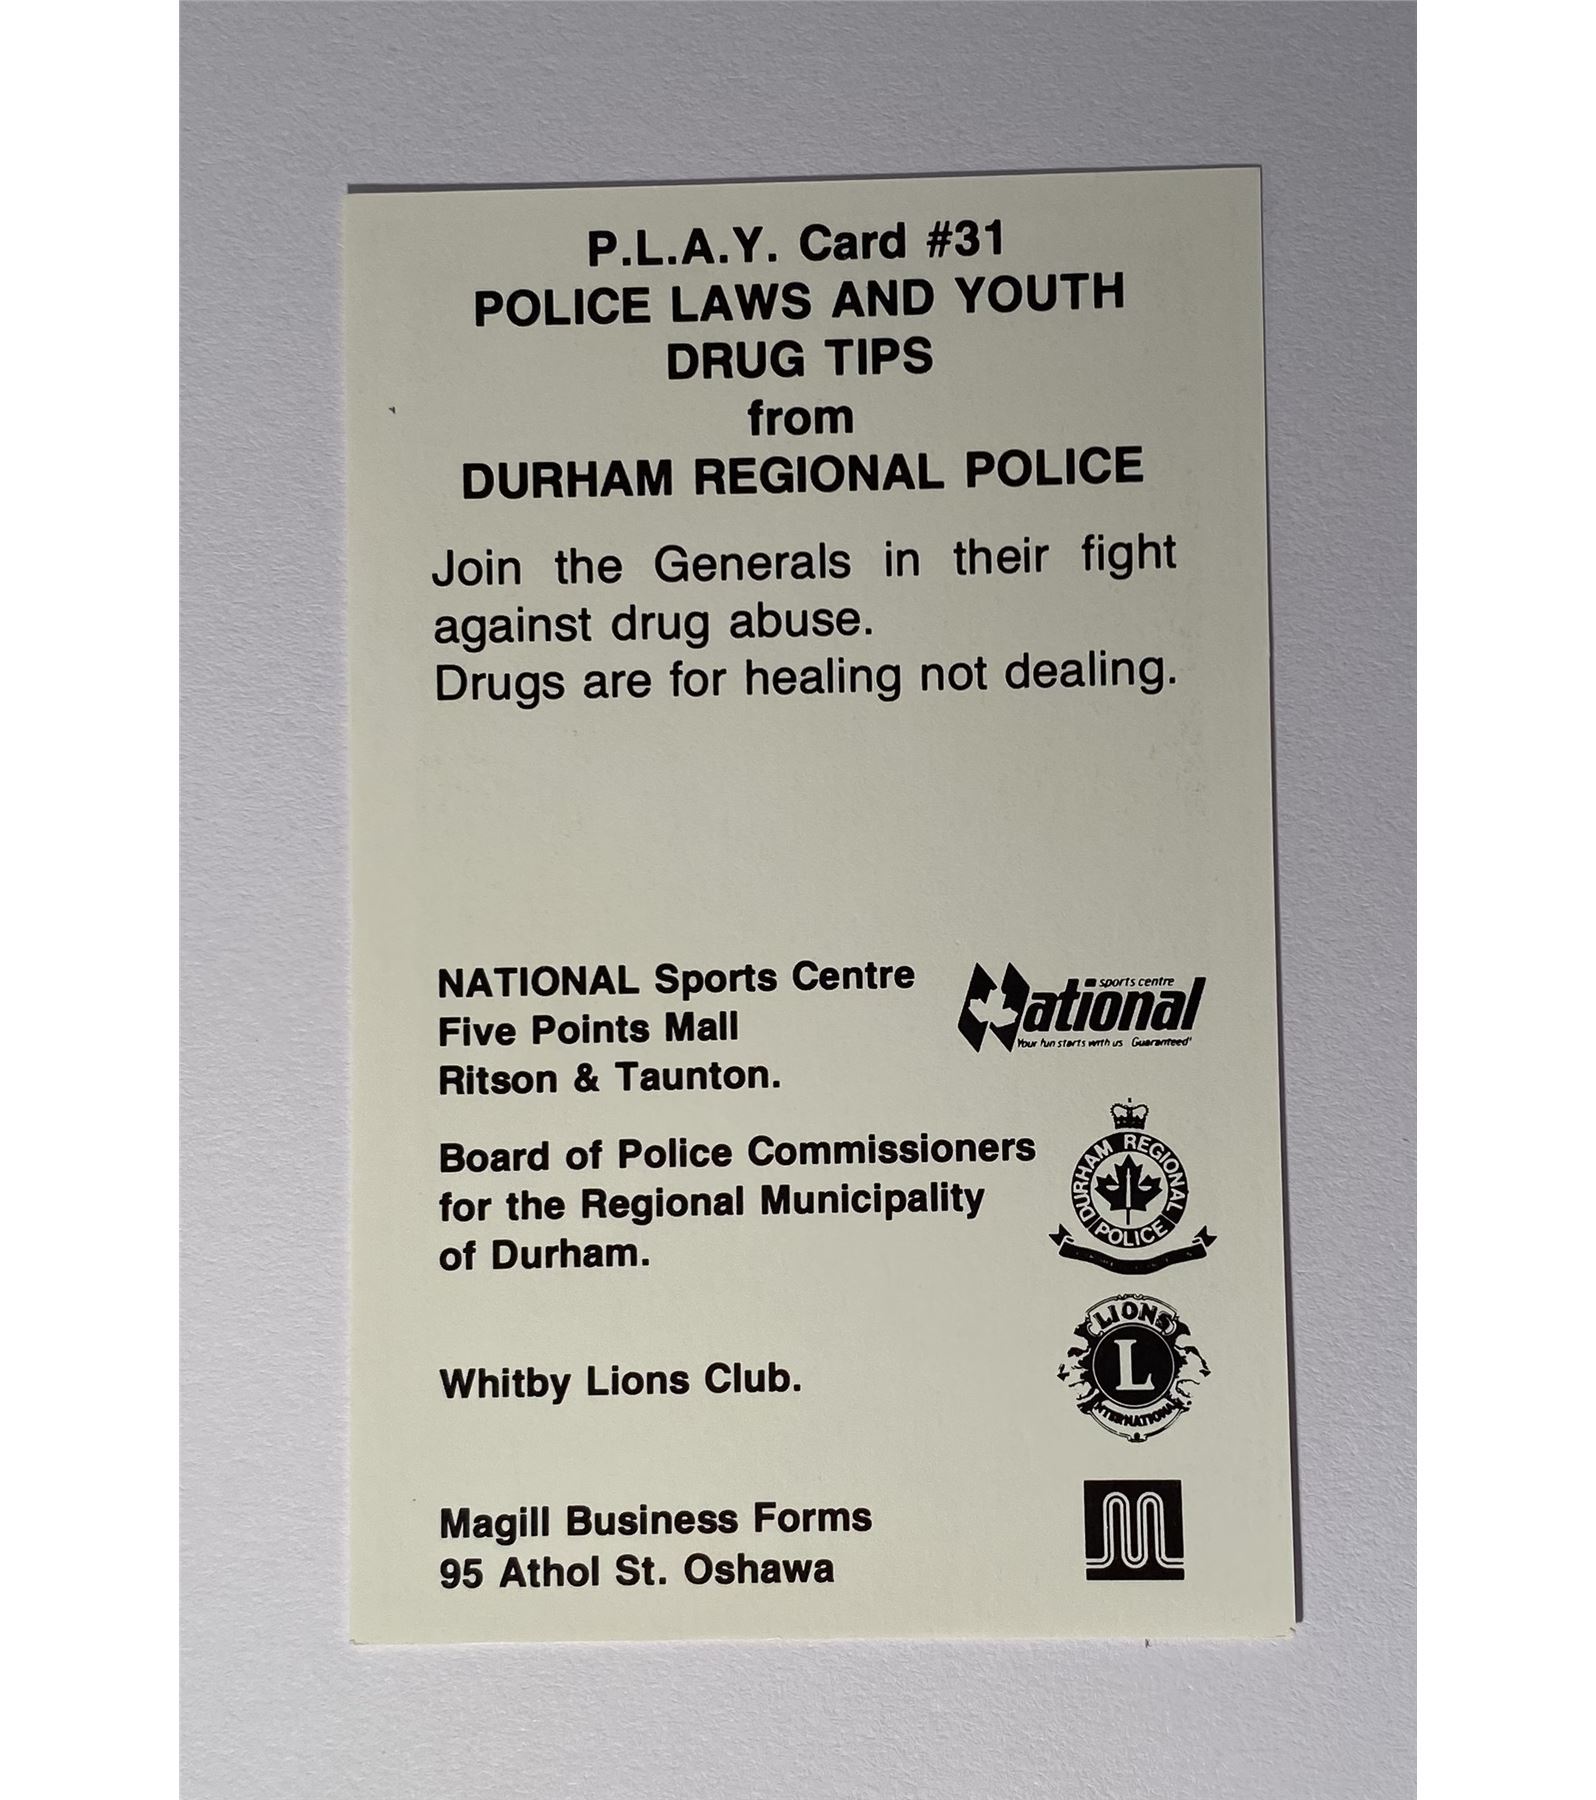 P.L.A.Y. Card #31
POLICE LAWS AND YOUTH
DRUG TIPS
from
DURHAM REGIONAL POLICE
Join the Generals in their fight
against drug abuse.
Drugs are for healing not dealing.
NATIONAL Sports Centre
Five Points Mall
Ritson & Taunton.
sports centre
National
Your fun starts with us Guaranteed'
Board of Police Commissioners
for the Regional Municipality
of Durham.
DURHAM REGIONAL
POLICE
Whitby Lions Club.
LIONS
L
INTERNATIONAL
Magill Business Forms
95 Athol St. Oshawa
M